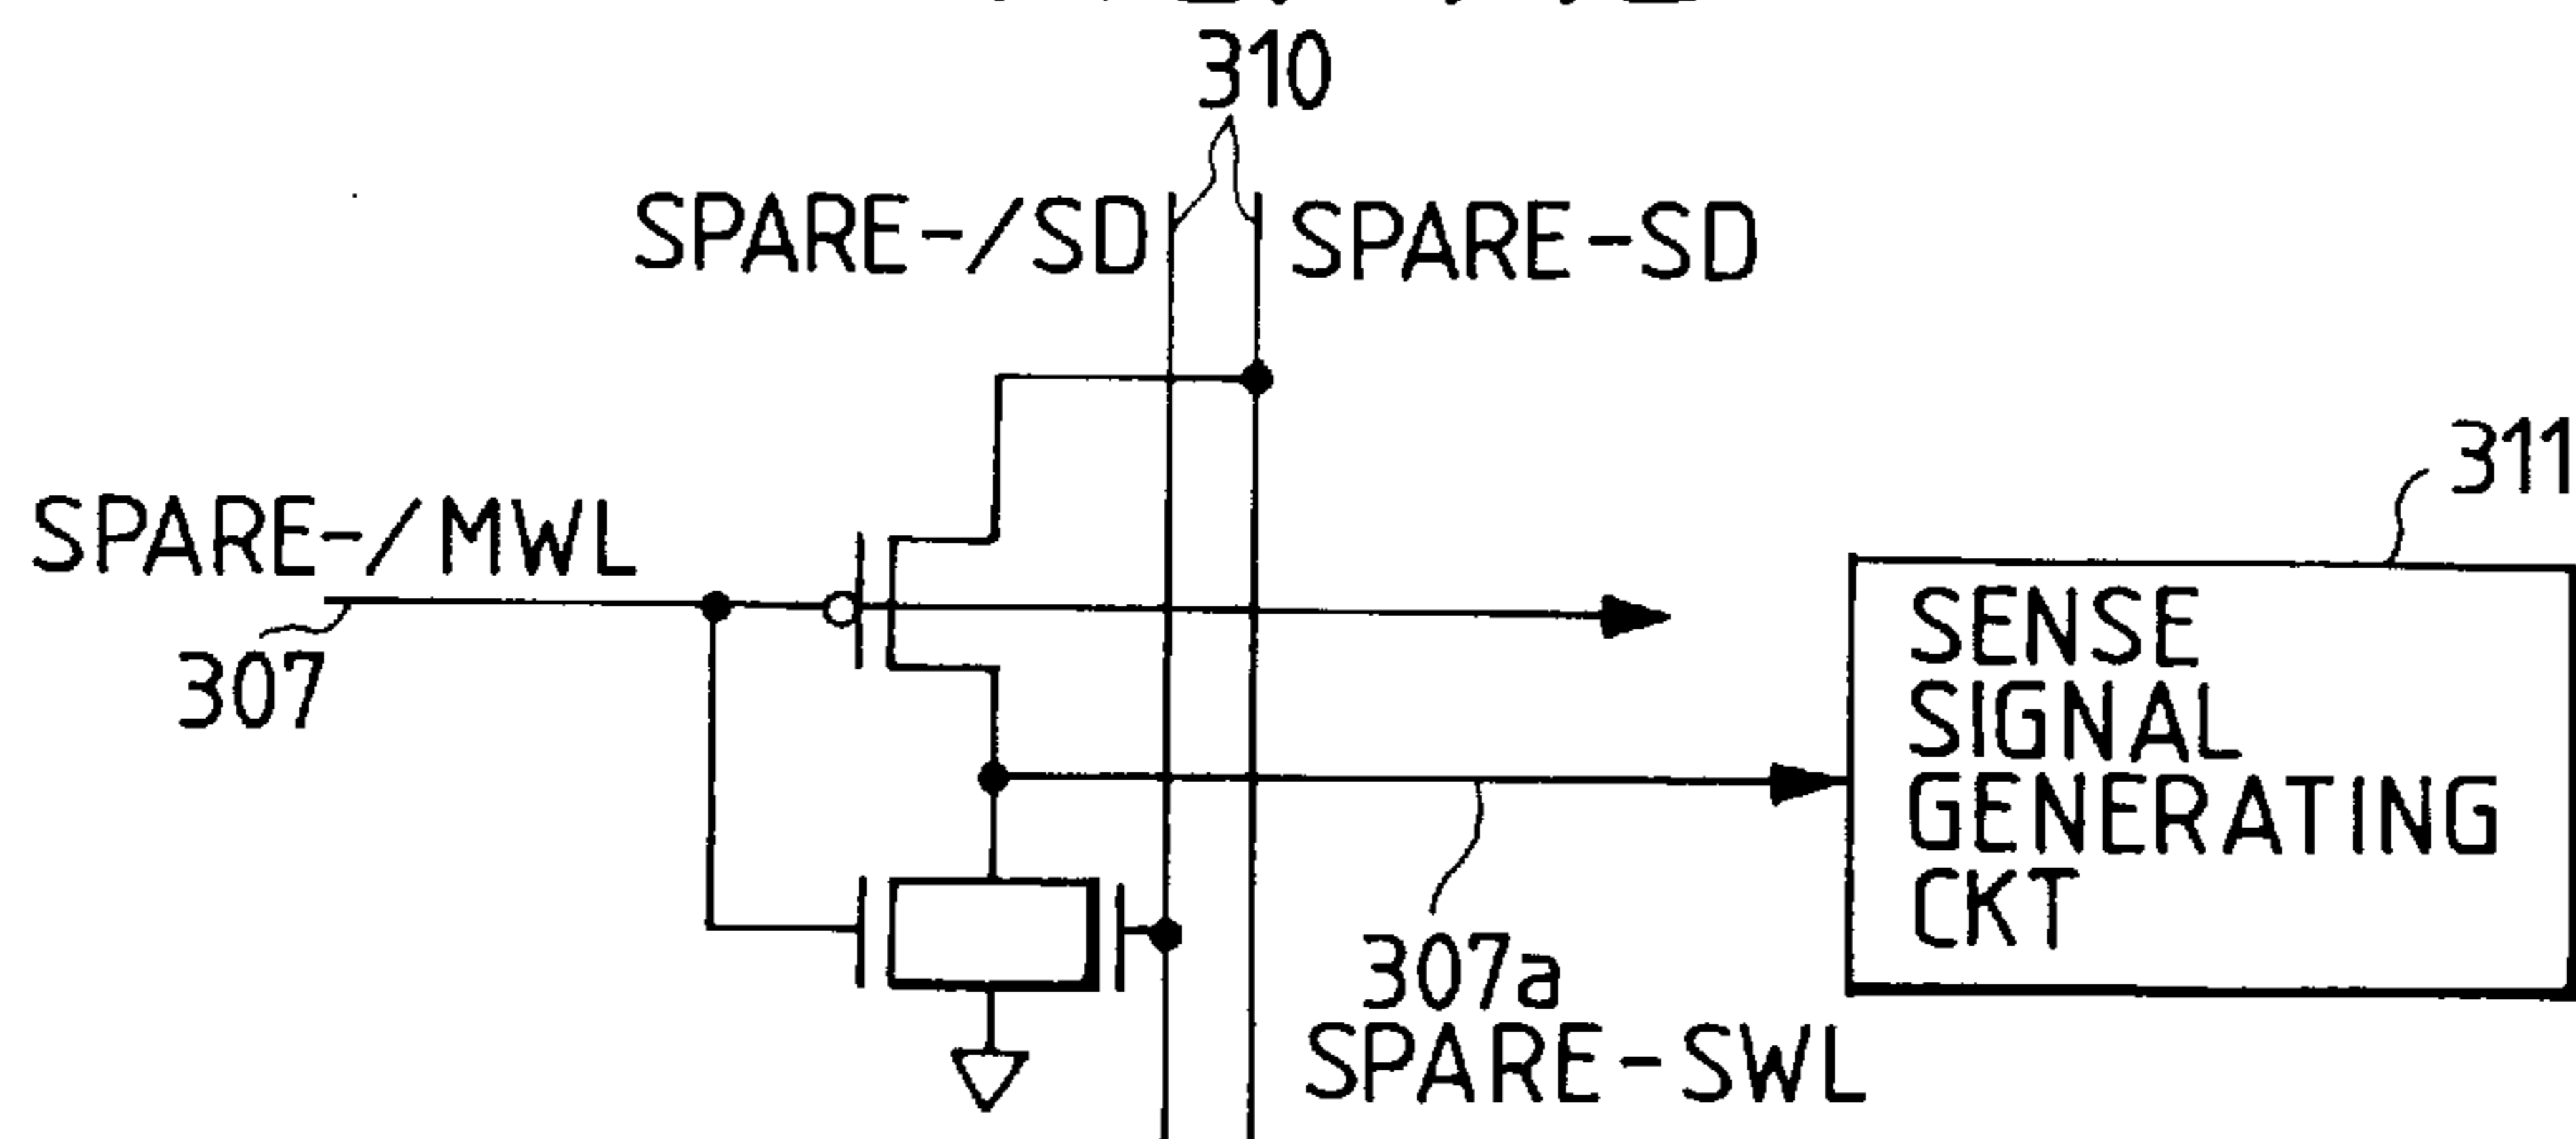 310
SPARE-/SD
SPARE-SD
311
SPARE-/MWL
307
SENSE
SIGNAL
GENERATING
CKT
307a
SPARE-SWL